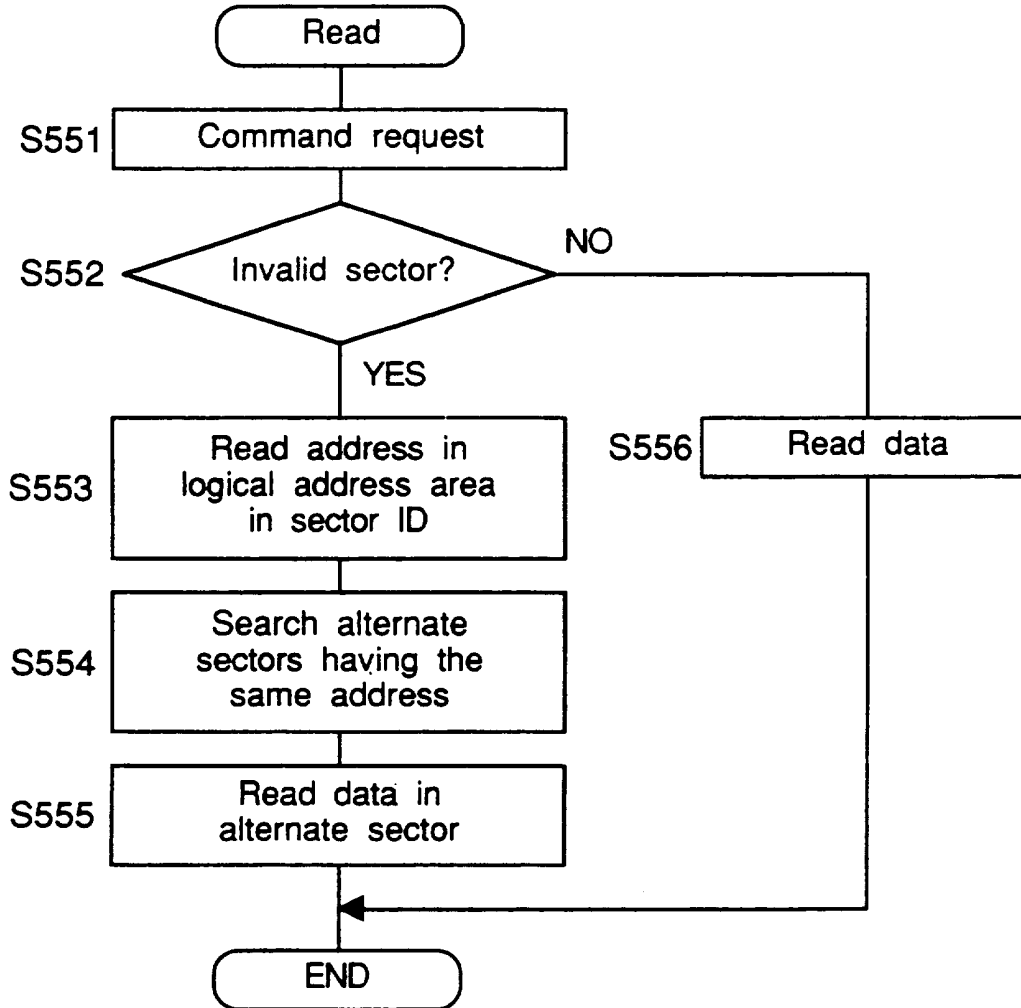 Read
S551
Command request
S552
Invalid sector?
NO
YES
S553
Read address in
logical address area
in sector ID
S556
Read data
S554
Search alternate
sectors having the
same address
S555
Read data in
alternate sector
END